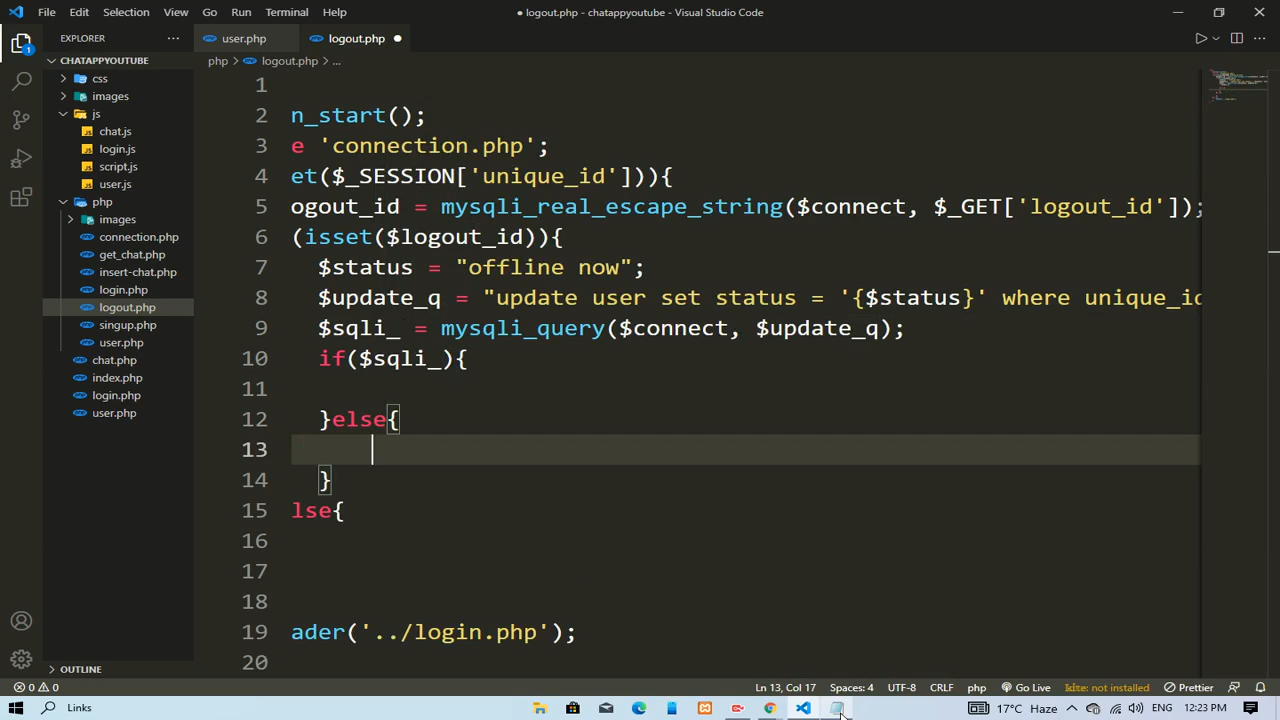 File Edit Selection View Go Run Terminal Help
● logout.php - chatappyoutube - Visual Studio Code
EXPLORER
1
CHATAPPYOUTUBE
css
images
js
chat.js
login.js
script.js
user.js
php
images
connection.php
get_chat.php
insert-chat.php
login.php
logout.php
singup.php
user.php
chat.php
index.php
login.php
user.php
OUTLINE
user.php logout.php ●
php > logout.php > ...
1
2 n_start();
3 e 'connection.php';
4 et($_SESSION['unique_id'])){
5 ogout_id = mysqli_real_escape_string($connect, $_GET['logout_id']);
6 (isset($logout_id)){
7 $status = "offline now";
8 $update_q = "update user set status = '{$status}' where unique_id
9 $sqli_ = mysqli_query($connect, $update_q);
10 if($sqli_){
11
12 }else{
13
14 }
15 lse{
16
17
18
19 ader('../login.php');
20
0 0 Ln 13, Col 17 Spaces: 4 UTF-8 CRLF php Go Live Prettier
Links 17°C Haze ENG 12:23 PM